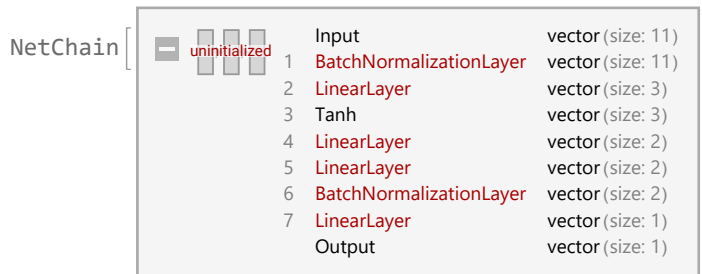 Input vector (size: 11)
NetChain[ uninitialized
1 BatchNormalizationLayer vector (size: 11)
2 LinearLayer vector (size: 3)
3 Tanh vector (size: 3)
4 LinearLayer vector (size: 2)
5 LinearLayer vector (size: 2)
6 BatchNormalizationLayer vector (size: 2)
7 LinearLayer vector (size: 1)
Output vector (size: 1)